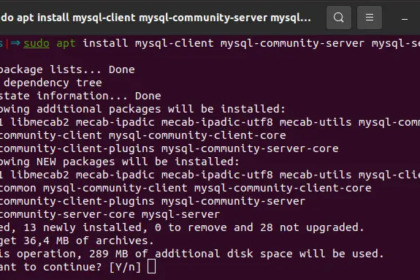 do apt install mysql-client mysql-community-server mysql...
s|⇒ sudo apt install mysql-client mysql-community-server mysql-se
package lists... Done
dependency tree
state information... Done
owing additional packages will be installed:
1 libmecab2 mecab-ipadic mecab-ipadic-utf8 mecab-utils mysql-comm
community-client mysql-community-client-core
community-client-plugins mysql-community-server-core
owing NEW packages will be installed:
1 libmecab2 mecab-ipadic mecab-ipadic-utf8 mecab-utils mysql-clie
common mysql-community-client mysql-community-client-core
community-client-plugins mysql-community-server
community-server-core mysql-server
ed, 13 newly installed, 0 to remove and 28 not upgraded.
get 36,4 MB of archives.
is operation, 289 MB of additional disk space will be used.
ant to continue? [Y/n]